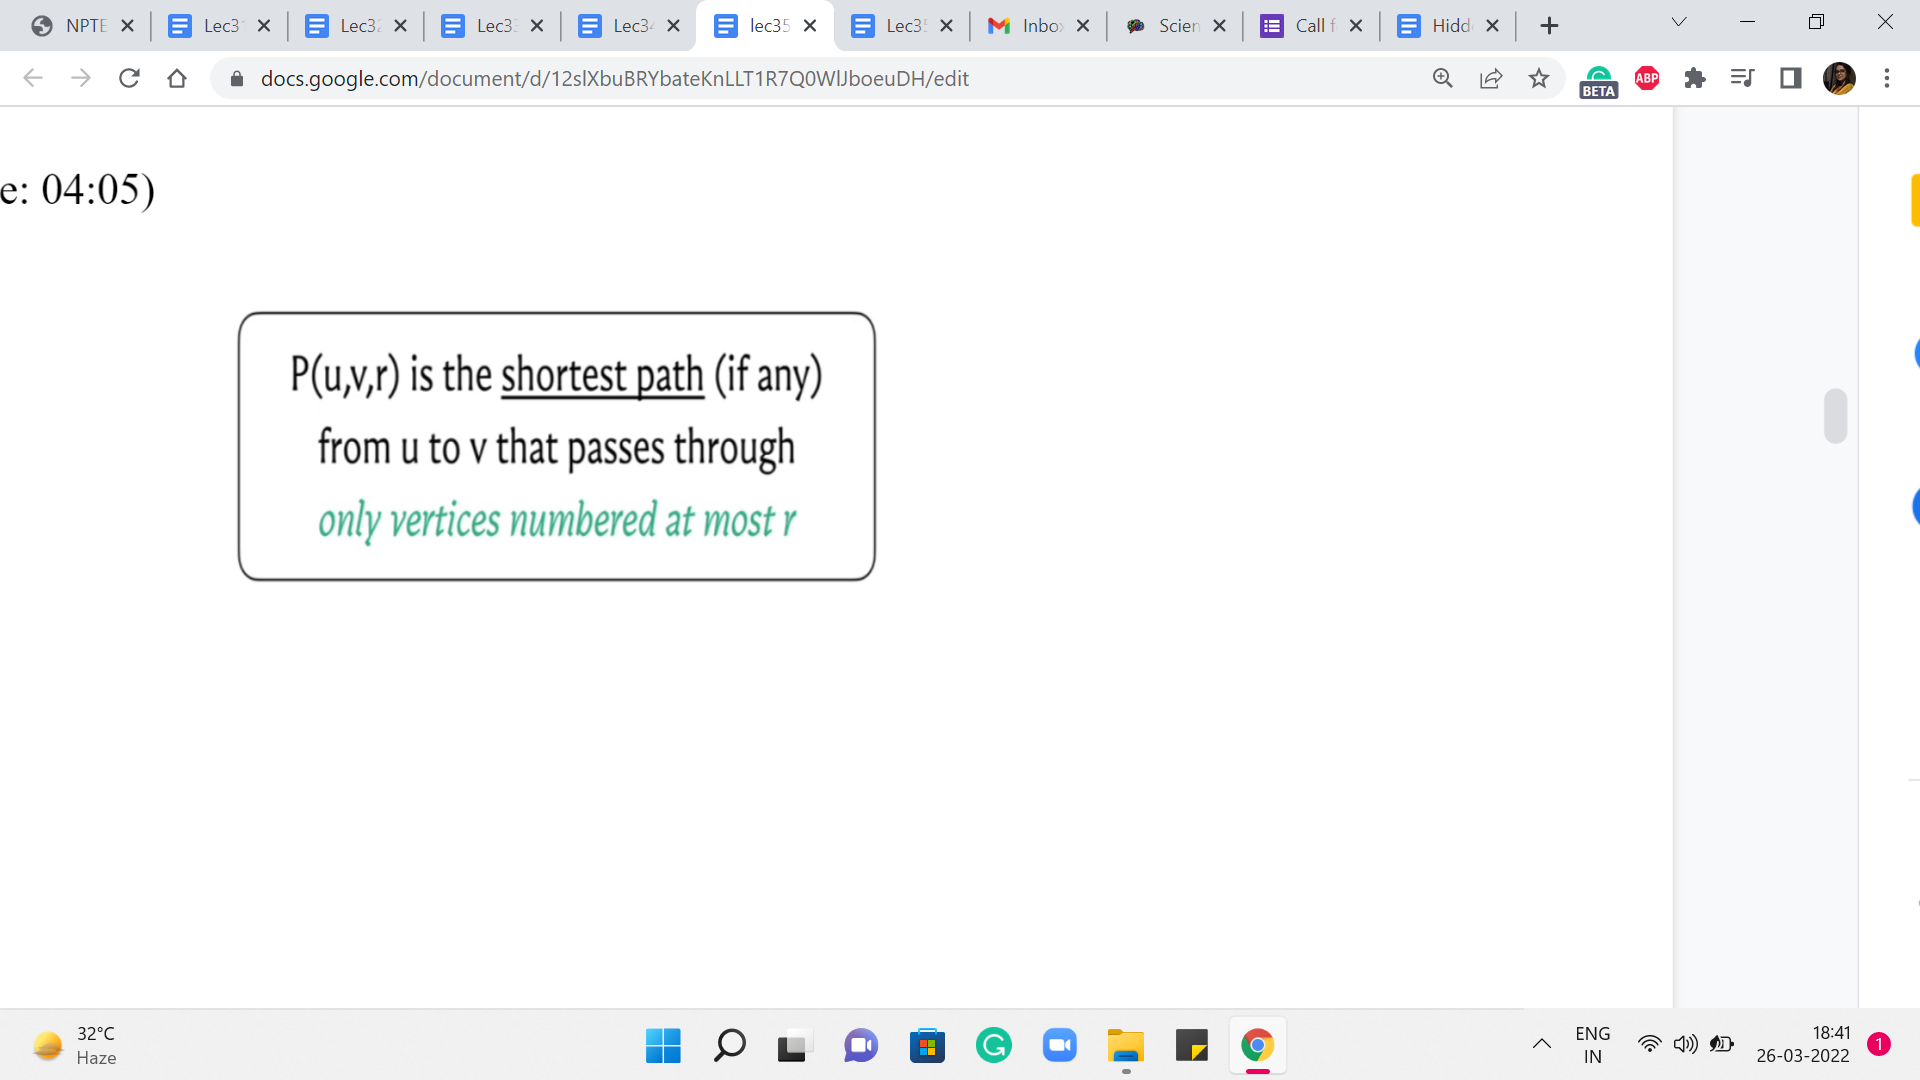 NPTE
Lec3
Lec3
Lec3
Lec3
lec35
Lec3
Inbo
Scien
Call f
Hidd
docs.google.com/document/d/12slXbuBRYbateKnLLT1R7Q0WlJboeuDH/edit
BETA
ABP
e: 04:05)
P(u,v,r) is the shortest path (if any)
from u to v that passes through
only vertices numbered at most r
32°C
Haze
ENG
IN
18:41
26-03-2022
1